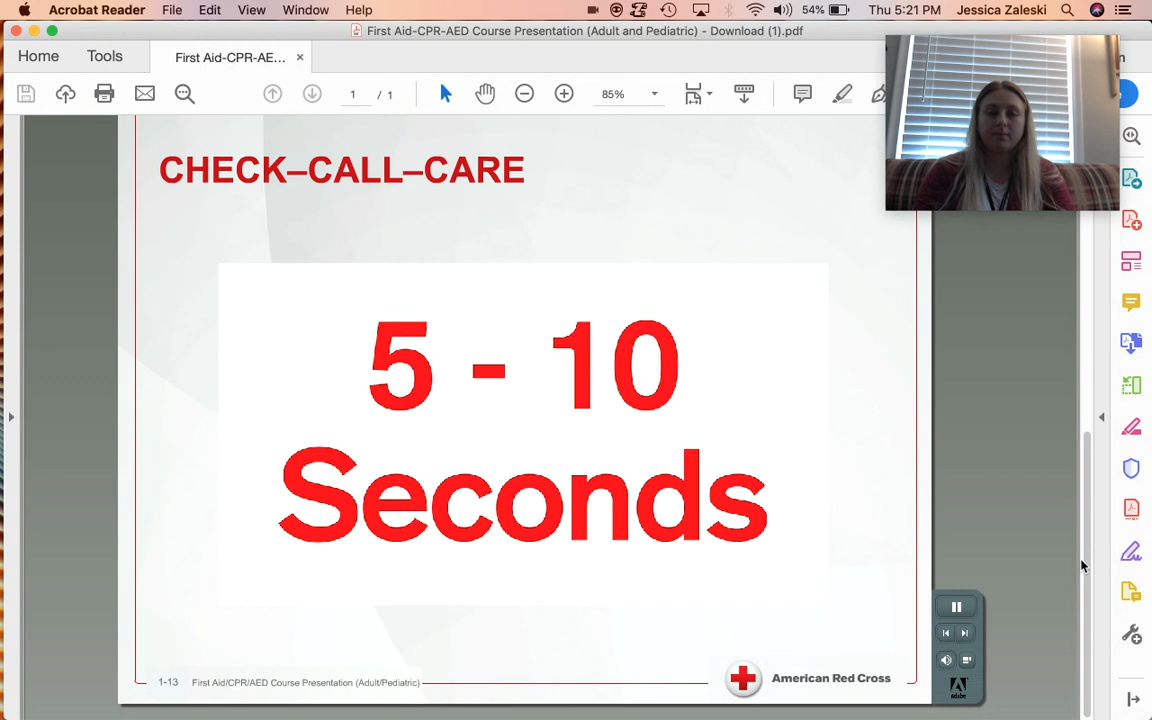 Acrobat Reader File Edit View Window Help 54% Thu 5:21 PM Jessica Zaleski
First Aid-CPR-AED Course Presentation (Adult and Pediatric) - Download (1).pdf
Home Tools First Aid-CPR-AE... ×
1 / 1 85%
CHECK–CALL–CARE
5 - 10
Seconds
1-13 First Aid/CPR/AED Course Presentation (Adult/Pediatric)
American Red Cross
Adobe